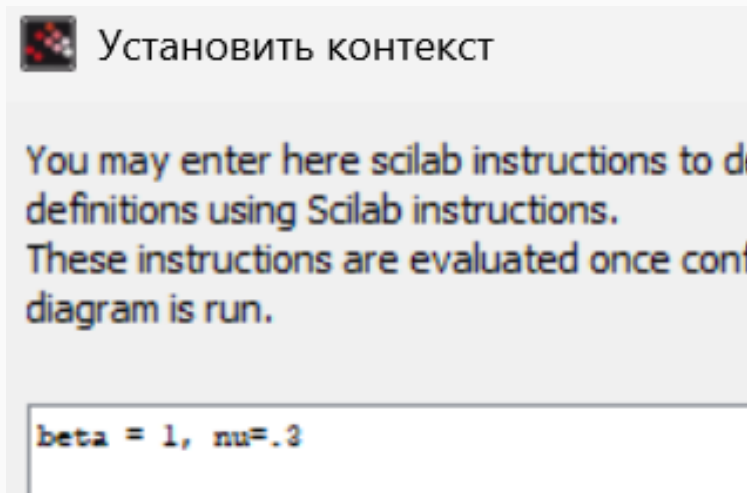 Установить контекст
You may enter here scilab instructions to d
definitions using Scilab instructions.
These instructions are evaluated once conf
diagram is run.
beta = 1, nu=.3